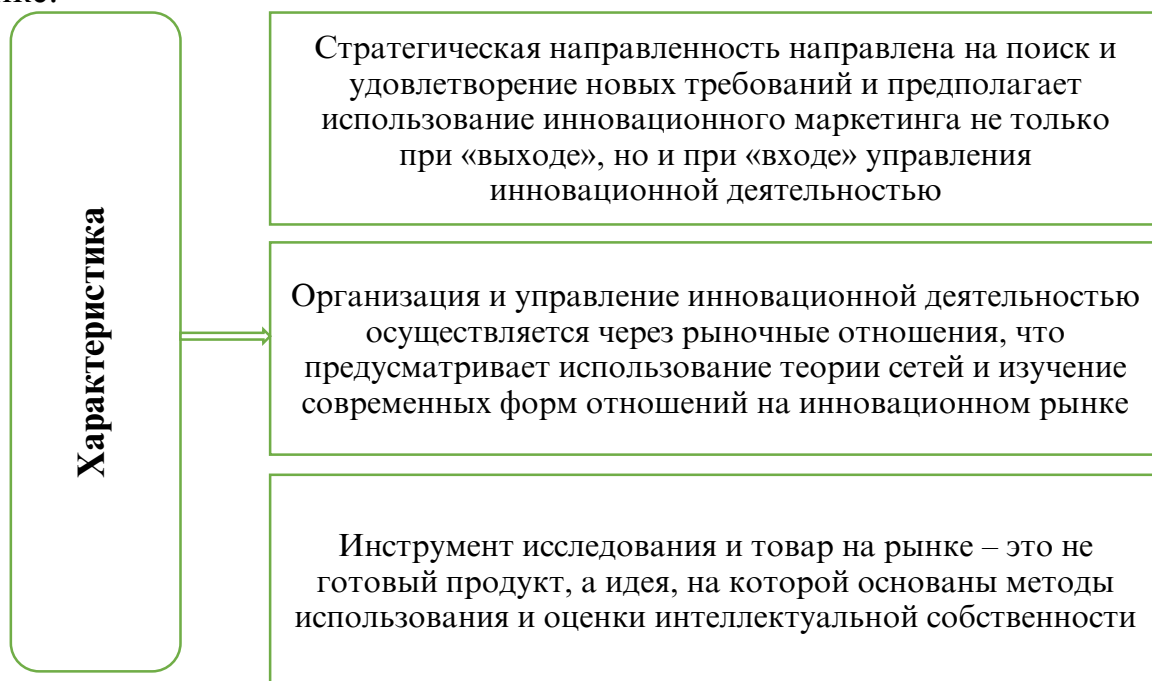 Характеристика
Стратегическая направленность направлена на поиск и
удовлетворение новых требований и предполагает
использование инновационного маркетинга не только
при «выходе», но и при «входе» управления
инновационной деятельностью
Организация и управление инновационной деятельностью
осуществляется через рыночные отношения, что
предусматривает использование теории сетей и изучение
современных форм отношений на инновационном рынке
Инструмент исследования и товар на рынке – это не
готовый продукт, а идея, на которой основаны методы
использования и оценки интеллектуальной собственности